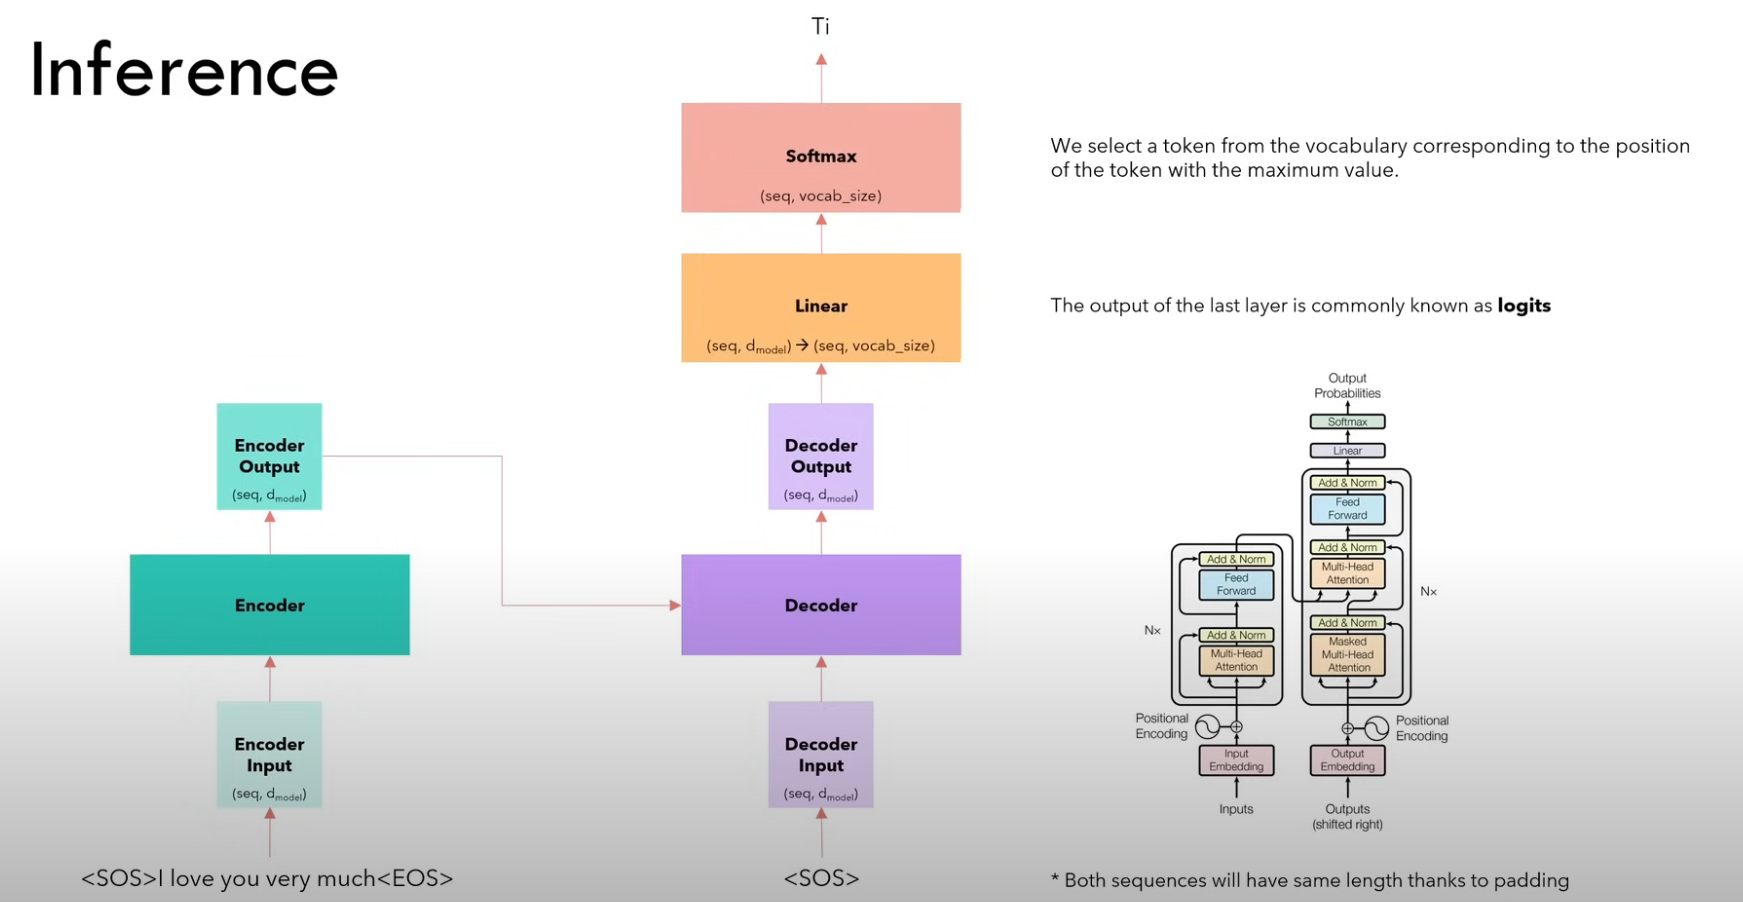 Inference
Ti
Softmax
(seq, vocab_size)
We select a token from the vocabulary corresponding to the position
of the token with the maximum value.
Linear
(seq, dmodel) → (seq, vocab_size)
The output of the last layer is commonly known as logits
Encoder
Output
(seq, dmodel)
Decoder
Output
(seq, dmodel)
Encoder
Decoder
Encoder
Input
(seq, dmodel)
Decoder
Input
(seq, dmodel)
<SOS>I love you very much<EOS>
<SOS>
Output
Probabilities
Softmax
Linear
Add & Norm
Feed
Forward
Add & Norm
Multi-Head
Attention
Add & Norm
Masked
Multi-Head
Attention
N×
Add & Norm
Feed
Forward
Add & Norm
Multi-Head
Attention
N×
Positional
Encoding
Positional
Encoding
Input
Embedding
Output
Embedding
Inputs
Outputs
(shifted right)
* Both sequences will have same length thanks to padding